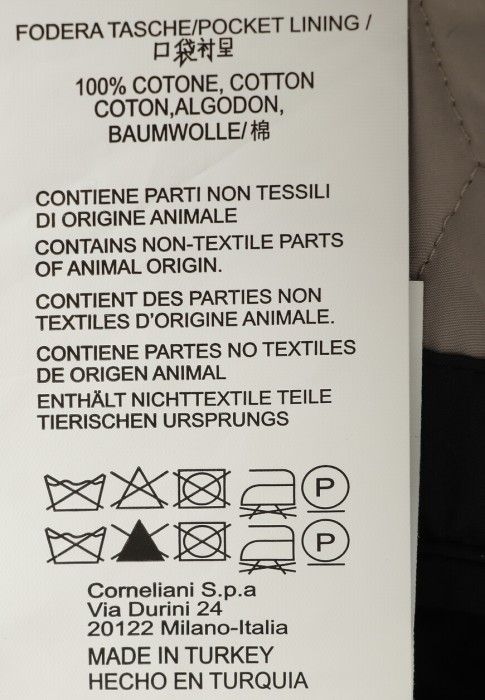 FODERA TASCHE/POCKET LINING /
口袋衬呈
100% COTONE, COTTON
COTON,ALGODON,
BAUMWOLLE/棉
CONTIENE PARTI NON TESSILI
DI ORIGINE ANIMALE
CONTAINS NON-TEXTILE PARTS
OF ANIMAL ORIGIN.
CONTIENT DES PARTIES NON
TEXTILES D'ORIGINE ANIMALE.
CONTIENE PARTES NO TEXTILES
DE ORIGEN ANIMAL
ENTHÄLT NICHTTEXTILE TEILE
TIERISCHEN URSPRUNGS
P
P
Corneliani S.p.a
Via Durini 24
20122 Milano-Italia
MADE IN TURKEY
HECHO EN TURQUIA